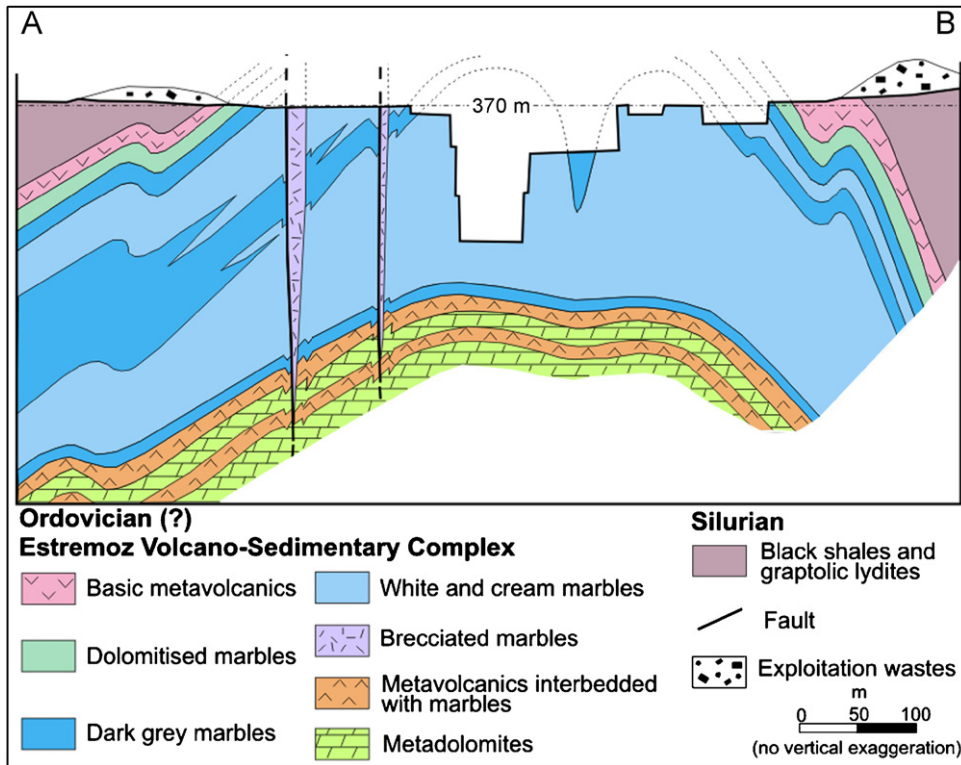 A
B
370 m
Ordovician (?)
Estremoz Volcano-Sedimentary Complex
Basic metavolcanics
Dolomitised marbles
Dark grey marbles
White and cream marbles
Brecciated marbles
Metavolcanics interbedded
with marbles
Metadolomites
Silurian
Black shales and
graptolic lydites
Fault
Exploitation wastes
m
0 50 100
(no vertical exaggeration)